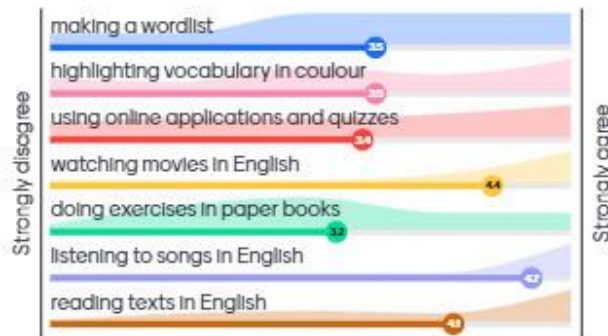 making a wordlist
3.5
highlighting vocabulary in coulour
3.5
using online applications and quizzes
3.4
watching movies in English
4.4
doing exercises in paper books
3.2
listening to songs in English
4.7
reading texts in English
4.1
Strongly disagree
Strongly agree